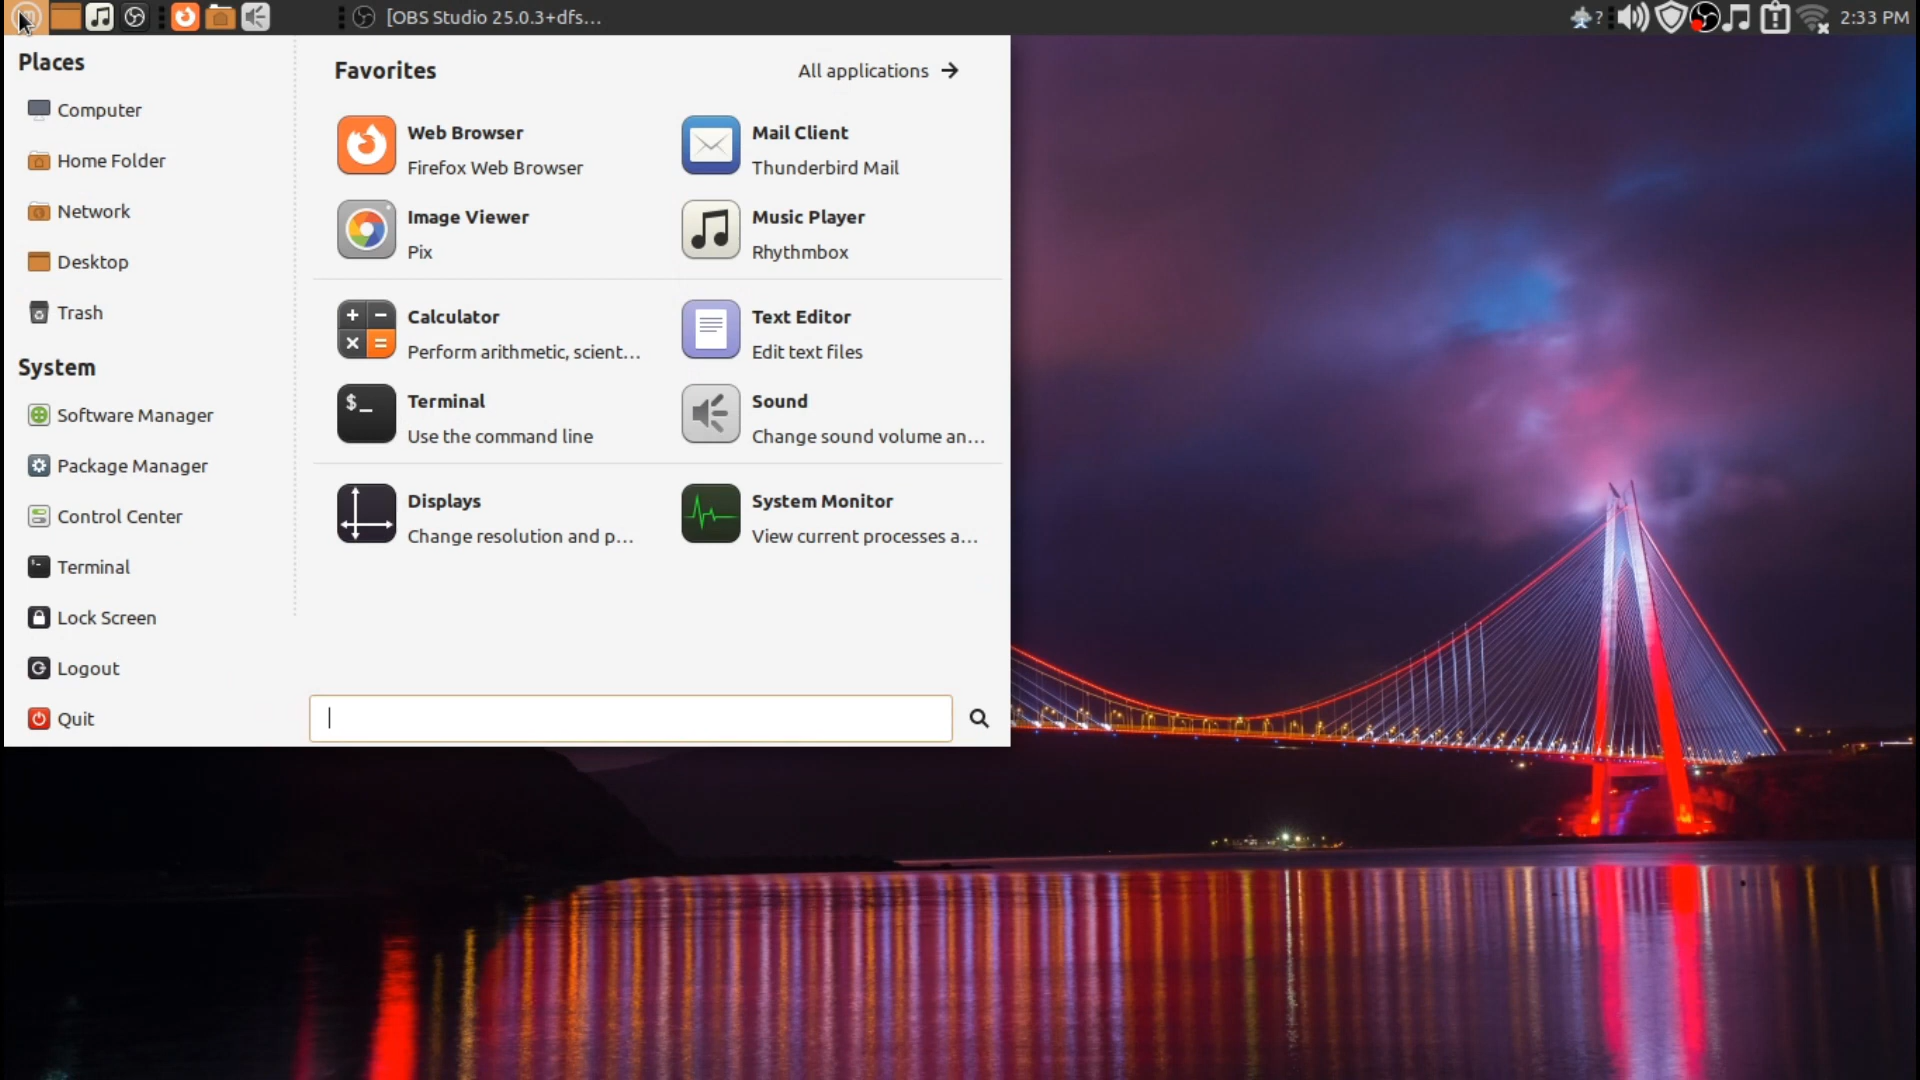 [OBS Studio 25.0.3+dfs...
?
2:33 PM
Places
Computer
Home Folder
Network
Desktop
Trash
System
Software Manager
Package Manager
Control Center
Terminal
Lock Screen
Logout
Quit
Favorites
All applications
Web Browser
Firefox Web Browser
Mail Client
Thunderbird Mail
Image Viewer
Pix
Music Player
Rhythmbox
Calculator
Perform arithmetic, scient...
Text Editor
Edit text files
$_
Terminal
Use the command line
Sound
Change sound volume an...
Displays
Change resolution and p...
System Monitor
View current processes a...